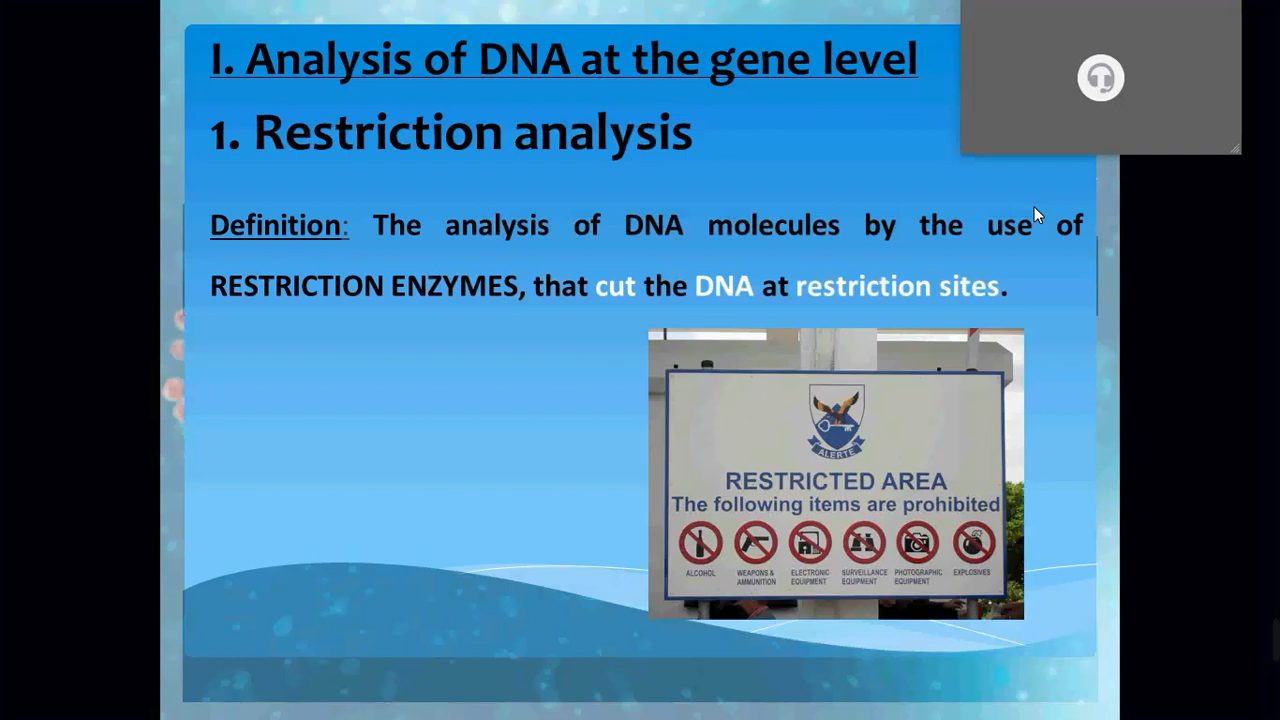 I. Analysis of DNA at the gene level
1. Restriction analysis
Definition: The analysis of DNA molecules by the use of
RESTRICTION ENZYMES, that cut the DNA at restriction sites.
ALERTE
RESTRICTED AREA
The following items are prohibited
ALCOHOL
WEAPONS & AMMUNITION
ELECTRONIC EQUIPMENT
SURVEILLANCE EQUIPMENT
PHOTOGRAPHIC EQUIPMENT
EXPLOSIVES